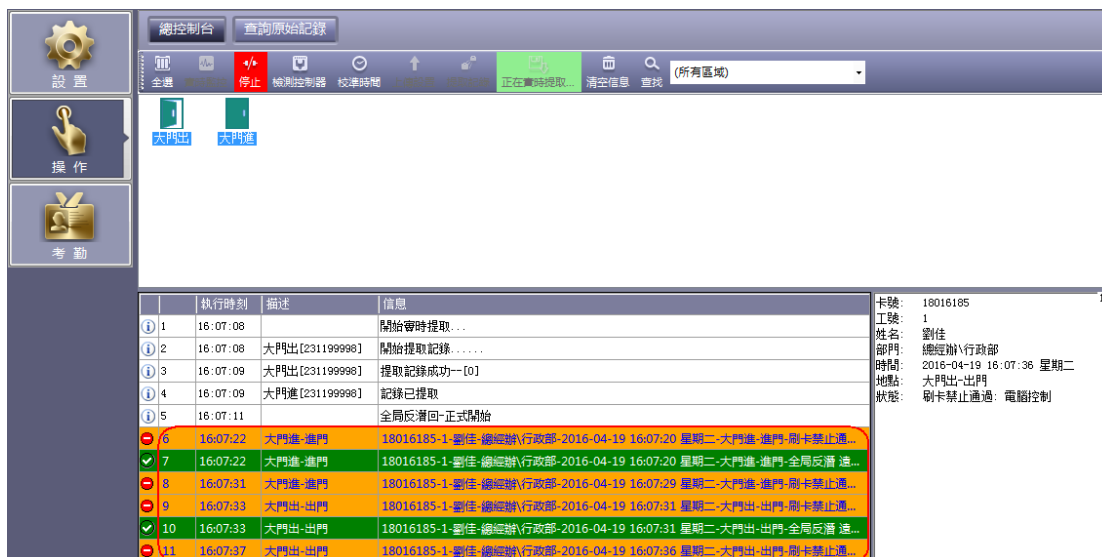 總控制台 查詢原始記錄
設 置
全選 停止 檢測控制器 校準時間 正在實時提取... 清空信息 查找 (所有區域)
大門出 大門進
操 作
考 勤
執行時刻 描述 信息
1 16:07:08 開始實時提取...
2 16:07:08 大門出[231199998] 開始提取記錄......
3 16:07:09 大門出[231199998] 提取記錄成功--[0]
4 16:07:09 大門進[231199998] 記錄已提取
5 16:07:11 全局反潛回-正式開始
6 16:07:22 大門進-進門 18016185-1-劉佳-總經辦\行政部-2016-04-19 16:07:20 星期二-大門進-進門-刷卡禁止通...
7 16:07:22 大門進-進門 18016185-1-劉佳-總經辦\行政部-2016-04-19 16:07:20 星期二-大門進-進門-全局反潛 遠...
8 16:07:31 大門進-進門 18016185-1-劉佳-總經辦\行政部-2016-04-19 16:07:29 星期二-大門進-進門-刷卡禁止通...
9 16:07:33 大門出-出門 18016185-1-劉佳-總經辦\行政部-2016-04-19 16:07:31 星期二-大門出-出門-刷卡禁止通...
10 16:07:33 大門出-出門 18016185-1-劉佳-總經辦\行政部-2016-04-19 16:07:31 星期二-大門出-出門-全局反潛 遠...
11 16:07:37 大門出-出門 18016185-1-劉佳-總經辦\行政部-2016-04-19 16:07:36 星期二-大門出-出門-刷卡禁止通...
卡號: 18016185
工號: 1
姓名: 劉佳
部門: 總經辦\行政部
時間: 2016-04-19 16:07:36 星期二
地點: 大門出-出門
狀態: 刷卡禁止通過: 電腦控制